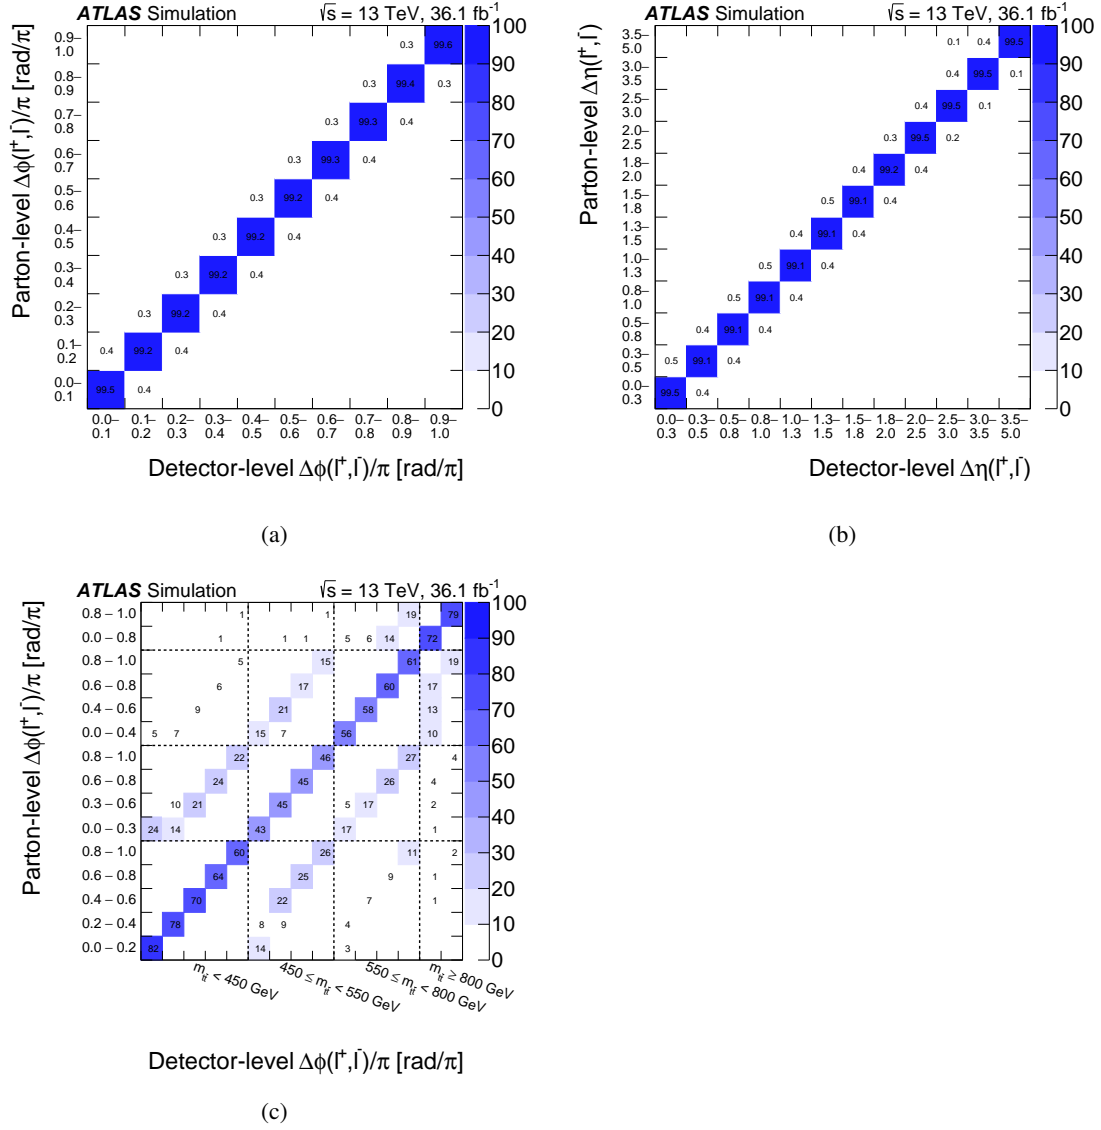 ATLAS Simulation √s = 13 TeV, 36.1 fb⁻¹
Parton-level Δϕ(l⁺,l⁻)/π [rad/π]
0.9–1.0 0.3 99.6
0.8–0.9 0.3 99.4 0.3
0.7–0.8 0.3 99.3 0.4
0.6–0.7 0.3 99.3 0.4
0.5–0.6 0.3 99.2 0.4
0.4–0.5 0.3 99.2 0.4
0.3–0.4 0.3 99.2 0.4
0.2–0.3 0.3 99.2 0.4
0.1–0.2 0.4 99.2 0.4
0.0–0.1 99.5 0.4
0.0–0.1 0.1–0.2 0.2–0.3 0.3–0.4 0.4–0.5 0.5–0.6 0.6–0.7 0.7–0.8 0.8–0.9 0.9–1.0
100
90
80
70
60
50
40
30
20
10
0
Detector-level Δϕ(l⁺,l⁻)/π [rad/π]
(a)
ATLAS Simulation √s = 13 TeV, 36.1 fb⁻¹
Parton-level Δη(l⁺,l⁻)
3.5–5.0 0.1 0.4 99.5
3.0–3.5 0.4 99.5 0.1
2.5–3.0 0.4 99.5 0.1
2.0–2.5 0.3 99.5 0.2
1.8–2.0 0.4 99.2 0.4
1.5–1.8 0.5 99.1 0.4
1.3–1.5 0.4 99.1 0.4
1.0–1.3 0.5 99.1 0.4
0.8–1.0 0.5 99.1 0.4
0.5–0.8 0.4 99.1 0.4
0.3–0.5 0.5 99.1 0.4
0.0–0.3 99.5 0.4
0.0–0.3 0.3–0.5 0.5–0.8 0.8–1.0 1.0–1.3 1.3–1.5 1.5–1.8 1.8–2.0 2.0–2.5 2.5–3.0 3.0–3.5 3.5–5.0
100
90
80
70
60
50
40
30
20
10
0
Detector-level Δη(l⁺,l⁻)
(b)
ATLAS Simulation √s = 13 TeV, 36.1 fb⁻¹
Parton-level Δϕ(l⁺,l⁻)/π [rad/π]
0.8 – 1.0 1 1 19 79
0.0 – 0.8 1 1 1 5 6 14 72
0.8 – 1.0 5 15 61 19
0.6 – 0.8 6 17 60 17
0.4 – 0.6 9 21 58 13
0.0 – 0.4 5 7 15 7 56 10
0.8 – 1.0 22 46 27 4
0.6 – 0.8 24 45 26 4
0.3 – 0.6 10 21 45 5 17 2
0.0 – 0.3 24 14 43 17 1
0.8 – 1.0 60 26 11 2
0.6 – 0.8 64 25 9 1
0.4 – 0.6 70 22 7 1
0.2 – 0.4 78 8 9 4
0.0 – 0.2 82 14 3
100
90
80
70
60
50
40
30
20
10
0
m_tt̄ < 450 GeV
450 ≤ m_tt̄ < 550 GeV
550 ≤ m_tt̄ < 800 GeV
m_tt̄ ≥ 800 GeV
Detector-level Δϕ(l⁺,l⁻)/π [rad/π]
(c)